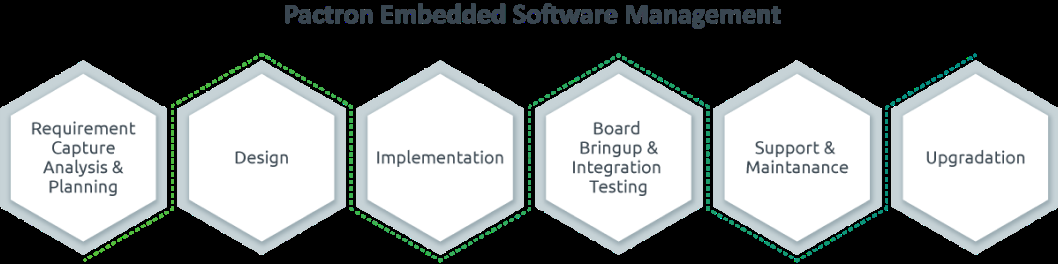 Pactron Embedded Software Management
Requirement
Capture
Analysis &
Planning
Design
Implementation
Board
Bringup &
Integration
Testing
Support &
Maintanance
Upgradation